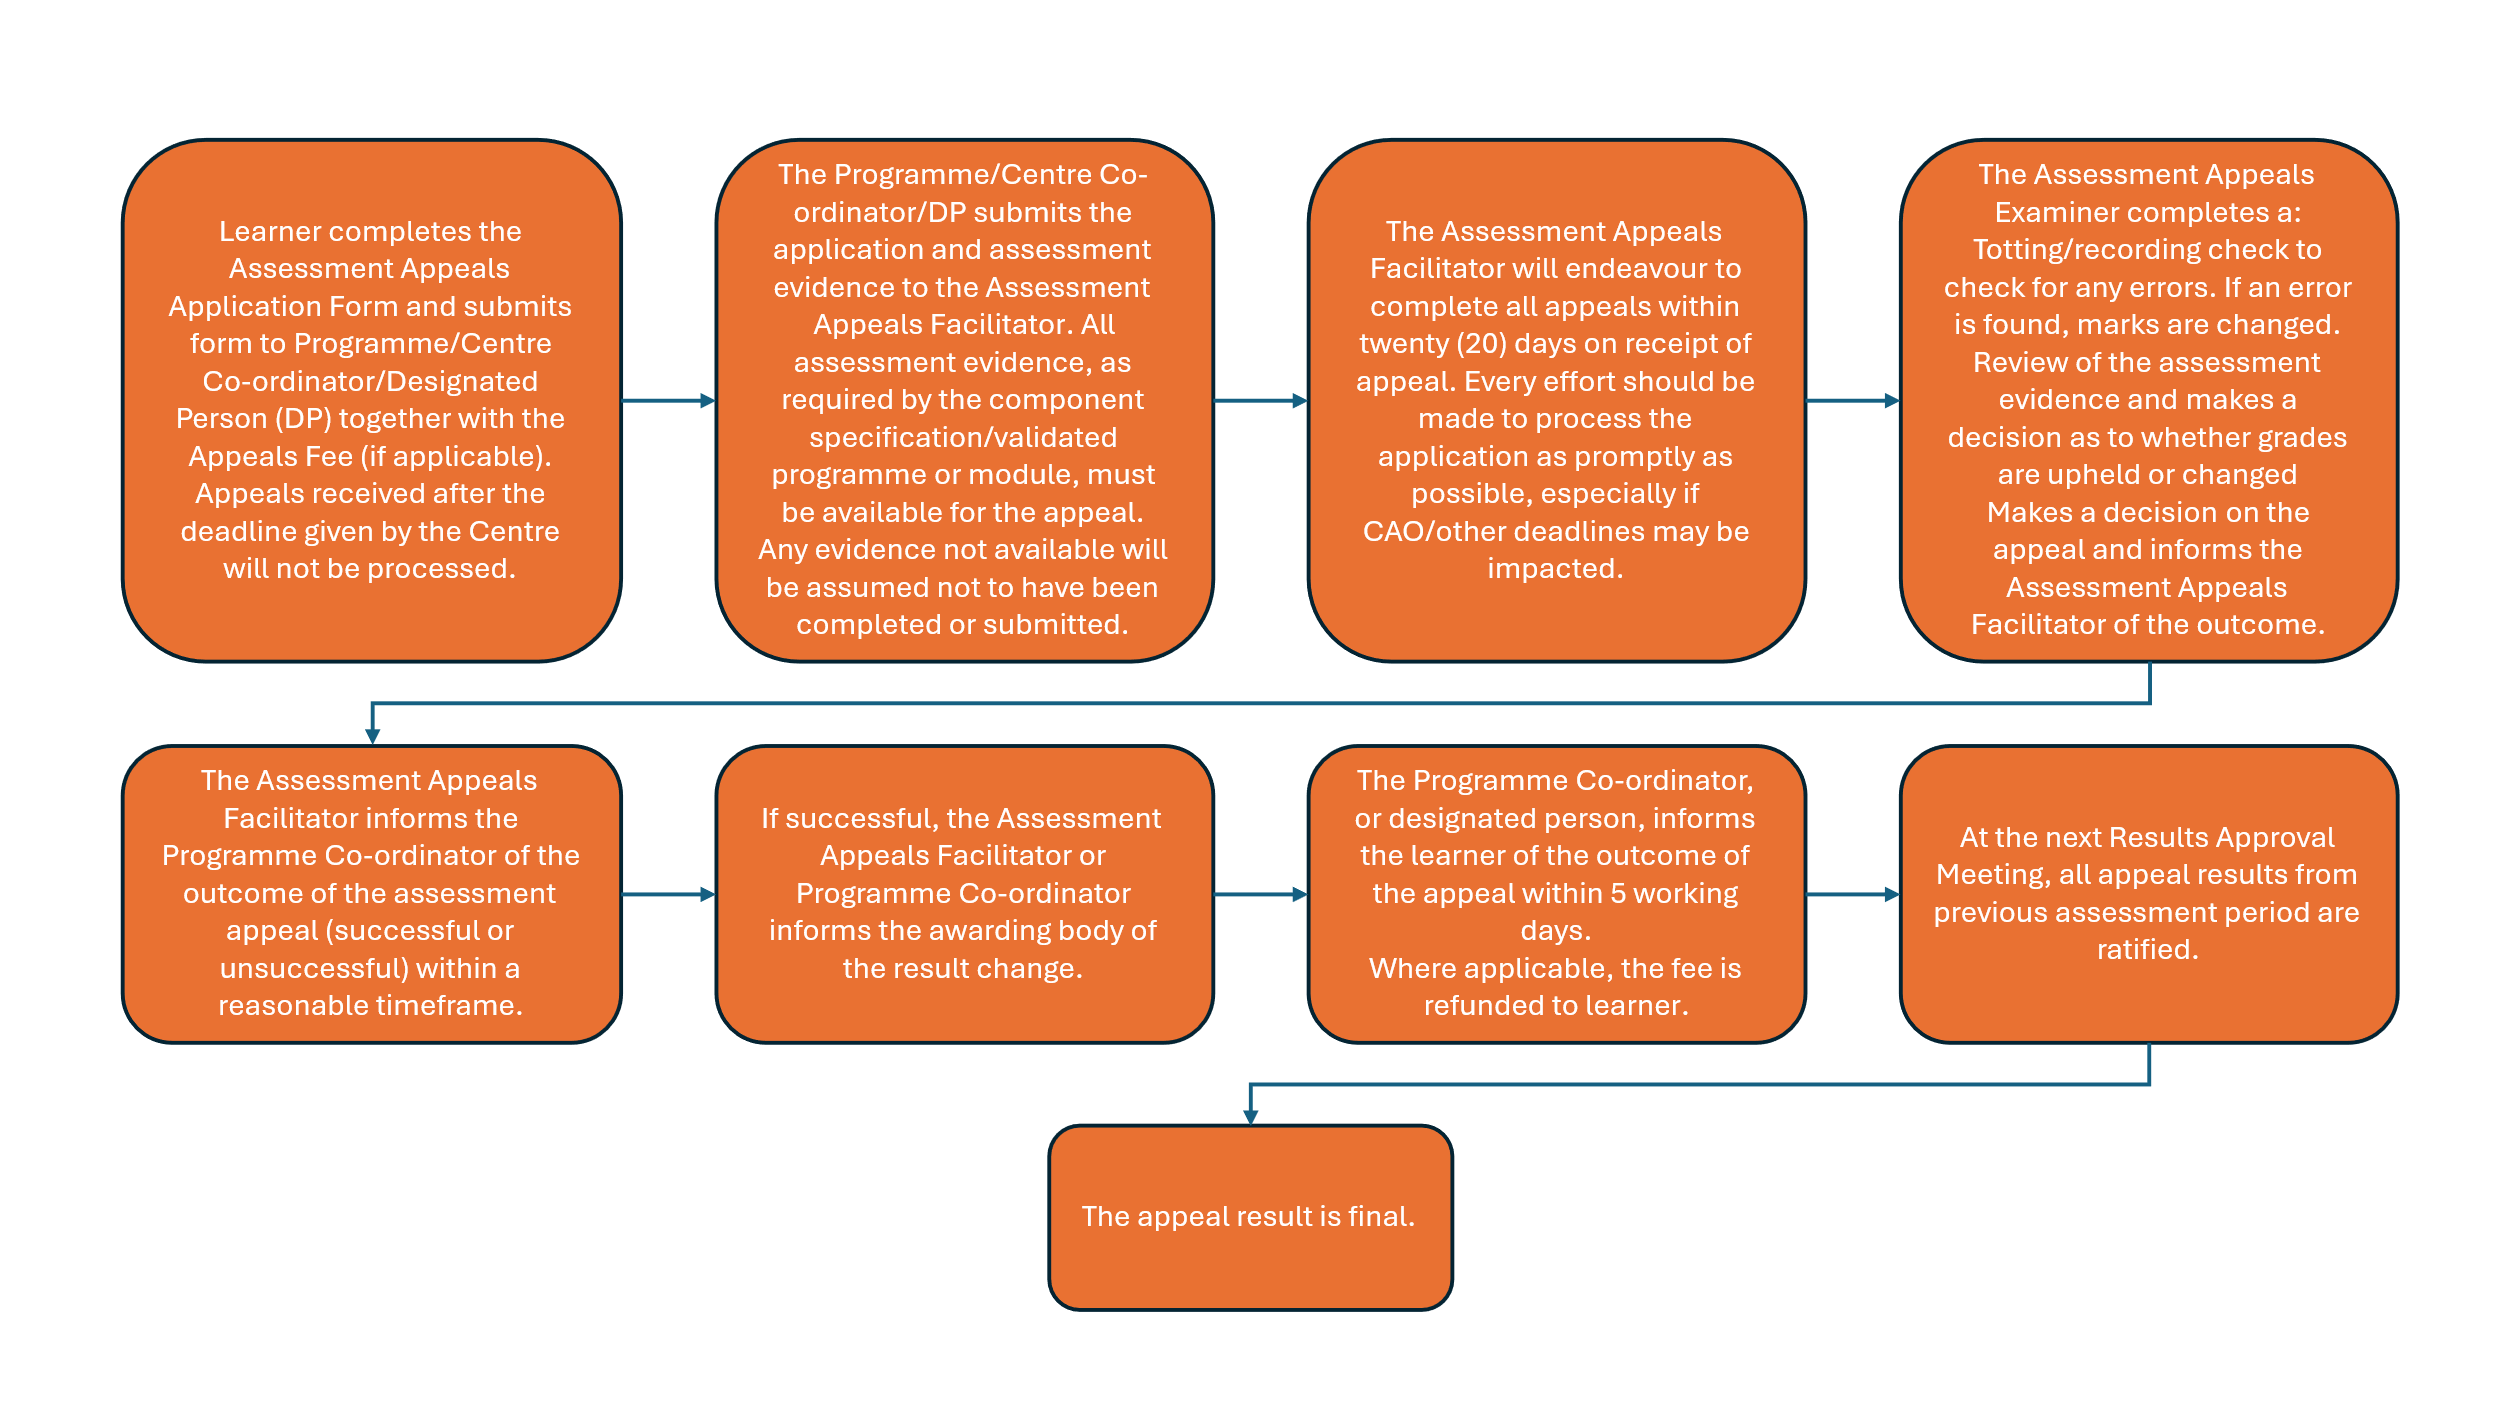 Learner completes the
Assessment Appeals
Application Form and submits
form to Programme/Centre
Co-ordinator/Designated
Person (DP) together with the
Appeals Fee (if applicable).
Appeals received after the
deadline given by the Centre
will not be processed.
The Programme/Centre Co-
ordinator/DP submits the
application and assessment
evidence to the Assessment
Appeals Facilitator. All
assessment evidence, as
required by the component
specification/validated
programme or module, must
be available for the appeal.
Any evidence not available will
be assumed not to have been
completed or submitted.
The Assessment Appeals
Facilitator will endeavour to
complete all appeals within
twenty (20) days on receipt of
appeal. Every effort should be
made to process the
application as promptly as
possible, especially if
CAO/other deadlines may be
impacted.
The Assessment Appeals
Examiner completes a:
Totting/recording check to
check for any errors. If an error
is found, marks are changed.
Review of the assessment
evidence and makes a
decision as to whether grades
are upheld or changed
Makes a decision on the
appeal and informs the
Assessment Appeals
Facilitator of the outcome.
The Assessment Appeals
Facilitator informs the
Programme Co-ordinator of the
outcome of the assessment
appeal (successful or
unsuccessful) within a
reasonable timeframe.
If successful, the Assessment
Appeals Facilitator or
Programme Co-ordinator
informs the awarding body of
the result change.
The Programme Co-ordinator,
or designated person, informs
the learner of the outcome of
the appeal within 5 working
days.
Where applicable, the fee is
refunded to learner.
At the next Results Approval
Meeting, all appeal results from
previous assessment period are
ratified.
The appeal result is final.